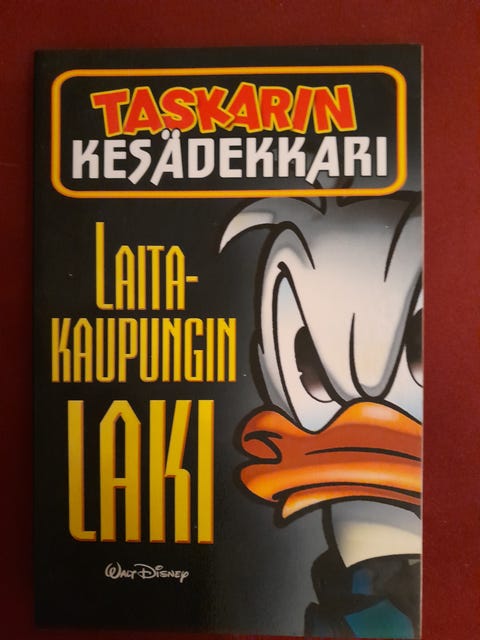 TASKARIN
KESÄDEKKARI
LAITA-
KAUPUNGIN
LAKI
WALT DISNEY